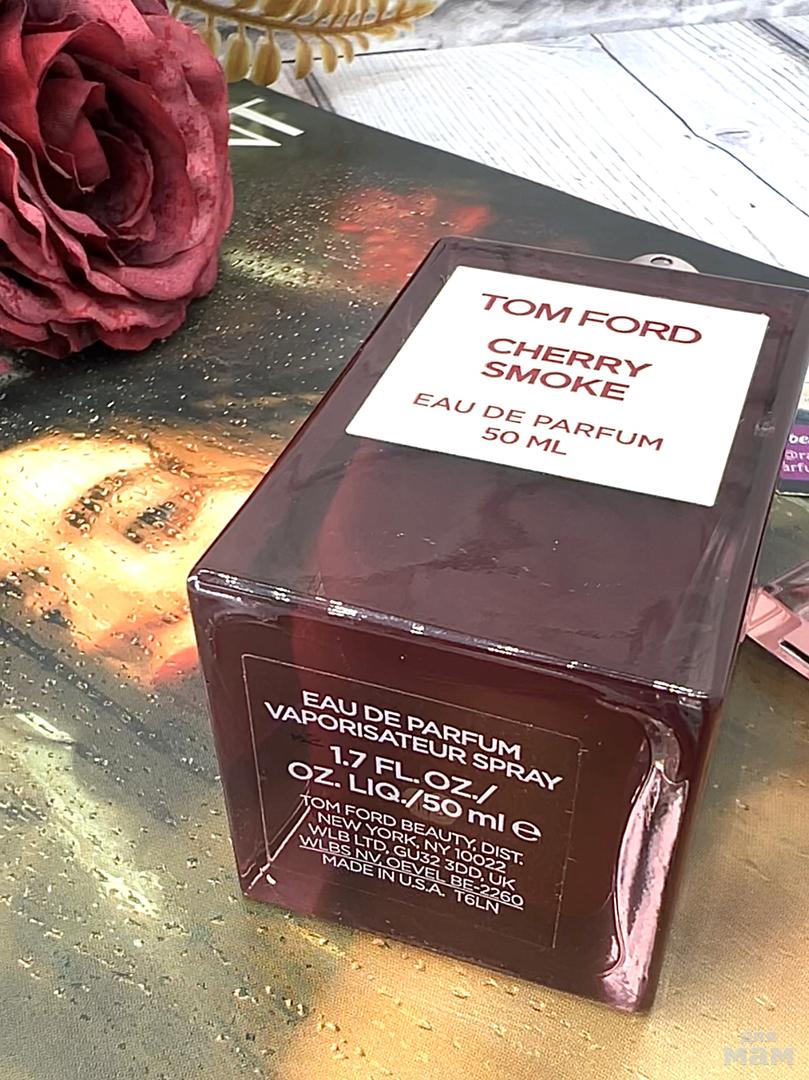 TOM FORD
CHERRY
SMOKE
EAU DE PARFUM
50 ML
EAU DE PARFUM
VAPORISATEUR SPRAY
1.7 FL. OZ./
OZ. LIQ./50 ml ℮
TOM FORD BEAUTY, DIST.
NEW YORK, NY 10022
WLB LTD, GU32 3DD, UK
WLBS NV, OEVEL BE-2260
MADE IN U.S.A. T6LN
MAM